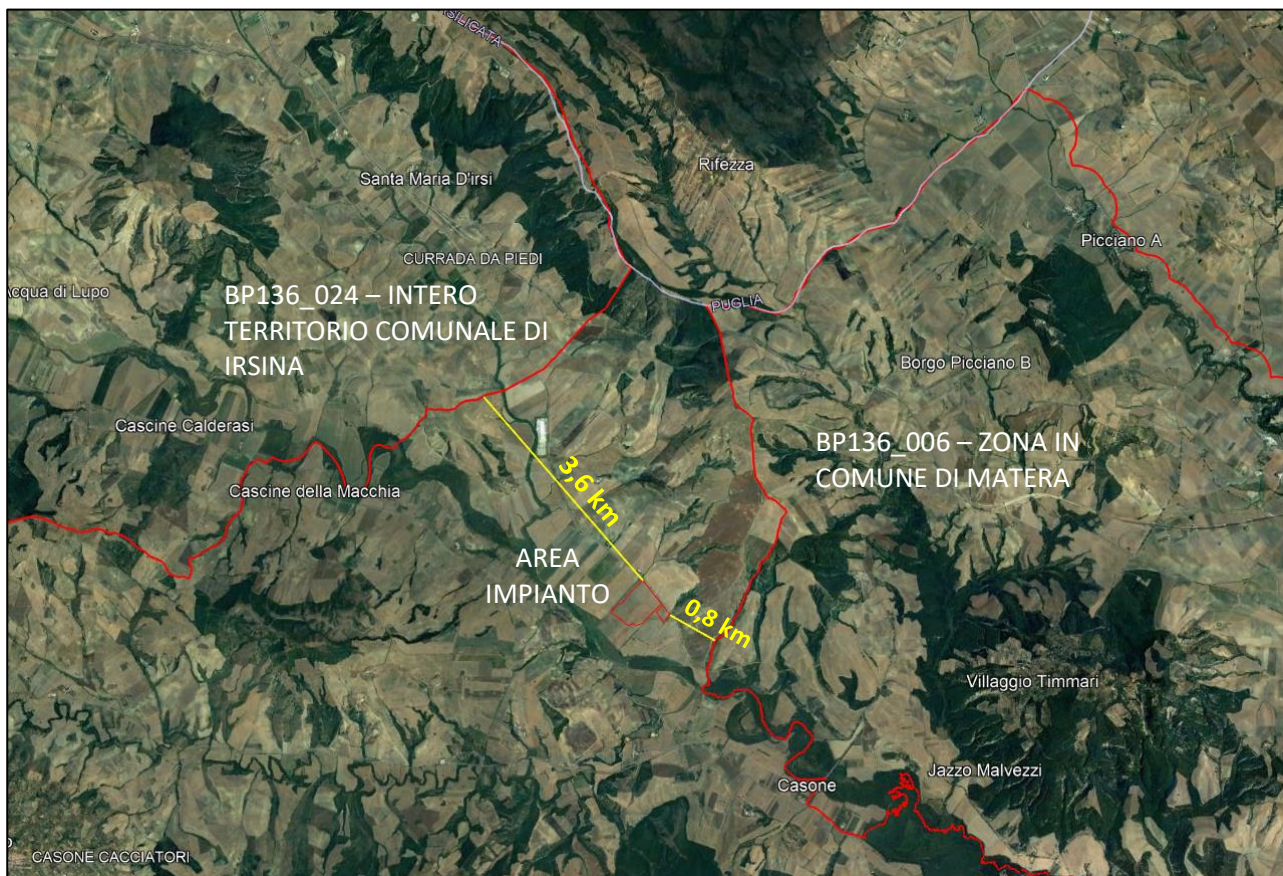 SILICATA
Rifezza
Santa Maria D'irsi
Picciano A
CURRADA DA PIEDI
Acqua di Lupo
BP136_024 – INTERO
TERRITORIO COMUNALE DI
IRSINA
PUGLIA
Borgo Picciano B
Cascine Calderasi
BP136_006 – ZONA IN
COMUNE DI MATERA
Cascine della Macchia
3,6 km
AREA
IMPIANTO
0,8 km
Villaggio Timmari
Jazzo Malvezzi
Casone
CASONE CACCIATORI